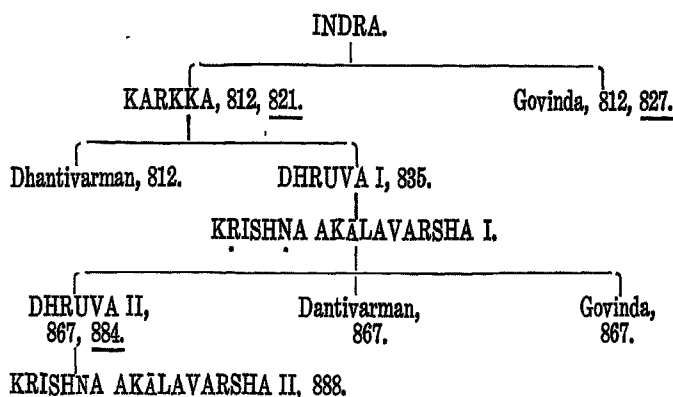 INDRA.
KARKKA, 812, 821. Govinda, 812, 827.
Dhantivarman, 812. DHRUVA I, 835.
KRISHNA AKĀLAVARSHA I.
DHRUVA II, Dantivarman, Govinda,
867, 884. 867. 867.
KRISHNA AKĀLAVARSHA II, 888.